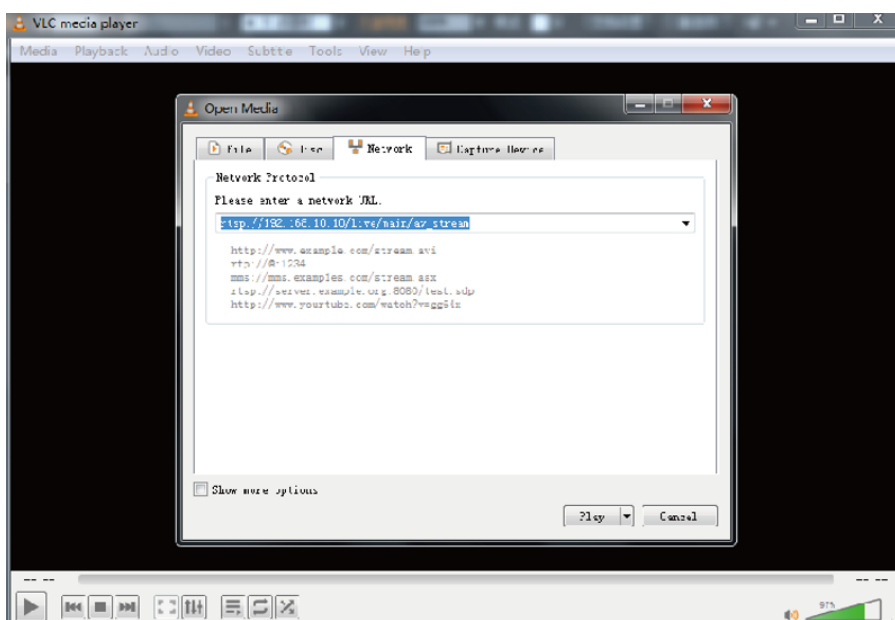 VLC media player
Media Playback Audio Video Subtitle Tools View Help
Open Media
File Disc Network Capture Device
Network Protocol
Please enter a network URL.
rtsp://192.168.10.10/live/main/av_stream
http://www.example.com/stream.avi
rtp://@:1234
mms://mms.examples.com/stream.asx
rtsp://server.example.org:8080/test.sdp
http://www.yourtube.com/watch?v=gg64x
Show more options
Play Cancel
-- -- -- --
97%